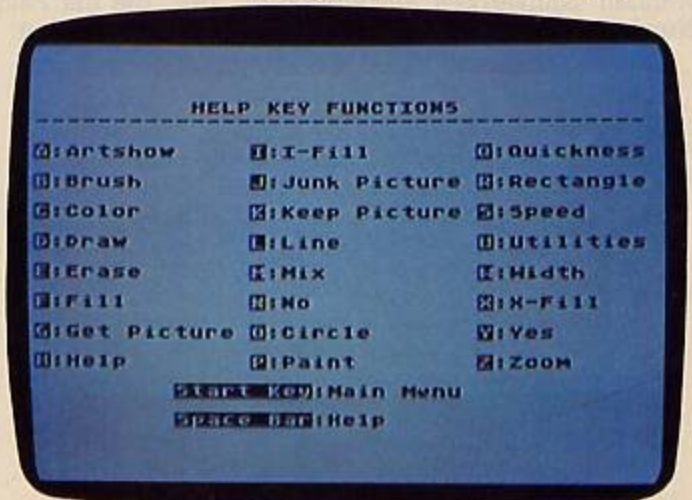 HELP KEY FUNCTIONS
A:Artshow I:I-Fill Q:Quickness
B:Brush J:Junk Picture R:Rectangle
C:Color K:Keep Picture S:Speed
D:Draw L:Line U:Utilities
E:Erase M:Mix W:Width
F:Fill N:No X:X-Fill
G:Get Picture O:Circle Y:Yes
H:Help P:Paint Z:Zoom
Start Key:Main Menu
Space Bar:Help